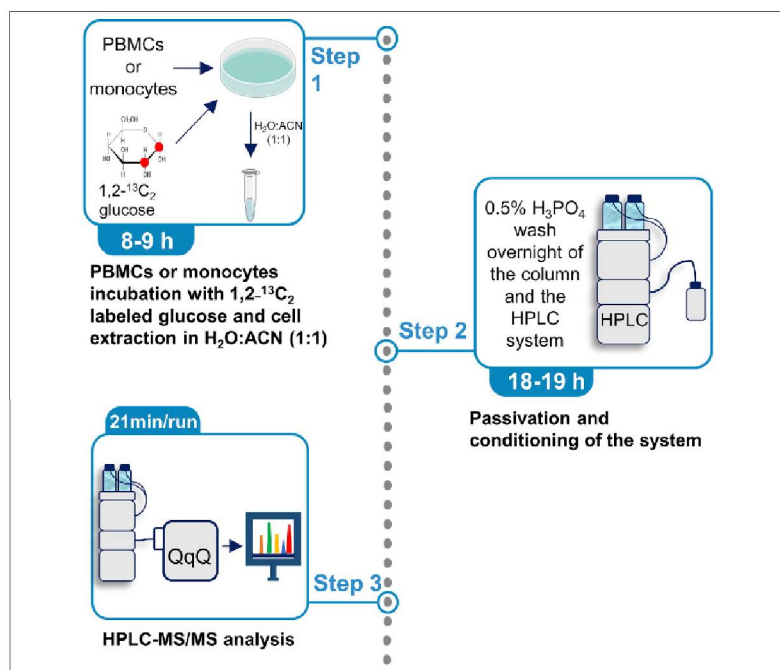 PBMCs
or
monocytes
Step
1
H₂O:ACN
(1:1)
1,2-¹³C₂
glucose
8-9 h
PBMCs or monocytes
incubation with 1,2-¹³C₂
labeled glucose and cell
extraction in H₂O:ACN (1:1)
0.5% H₃PO₄
wash
overnight of
the column
and the
HPLC
system
HPLC
Step 2
18-19 h
Passivation and
conditioning of the system
21min/run
QqQ
Step 3
HPLC-MS/MS analysis